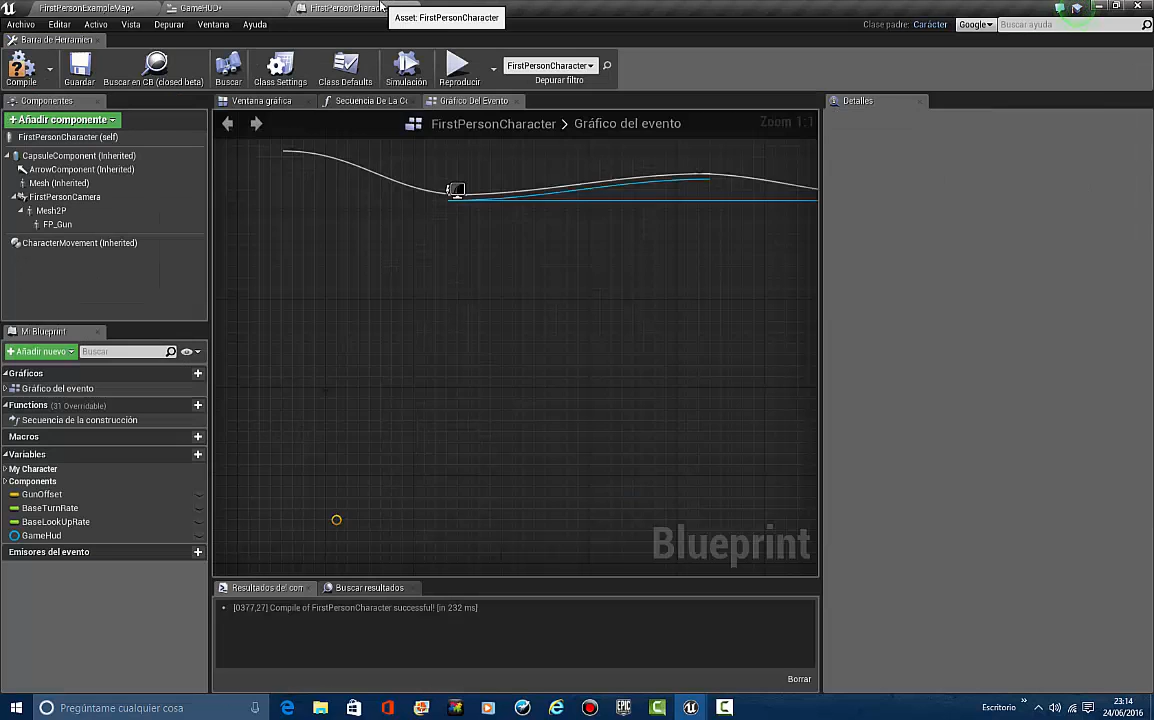 FirstPersonExampleMap*
GameHUD*
FirstPersonCharac
Asset: FirstPersonCharacter
Archivo Editar Activo Vista Depurar Ventana Ayuda
Clase padre: Carácter
Google
Buscar ayuda
Barra de Herramien
Compile
Guardar
Buscar en CB (closed beta)
Buscar
Class Settings
Class Defaults
Simulación
Reproducir
FirstPersonCharacter
Depurar filtro
Componentes
Ventana gráfica
Secuencia De La Co
Gráfico Del Evento
Detalles
+Añadir componente
FirstPersonCharacter > Gráfico del evento
Zoom 1:1
FirstPersonCharacter (self)
CapsuleComponent (Inherited)
ArrowComponent (Inherited)
Mesh (Inherited)
FirstPersonCamera
Mesh2P
FP_Gun
CharacterMovement (Inherited)
Mi Blueprint
+Añadir nuevo
Buscar
Gráficos
Gráfico del evento
Functions (31 Overridable)
Secuencia de la construcción
Macros
Variables
My Character
Components
GunOffset
BaseTurnRate
BaseLookUpRate
GameHud
Emisores del evento
Blueprint
Resultados del com
Buscar resultados
[0377,27] Compile of FirstPersonCharacter successful! [in 232 ms]
Borrar
Pregúntame cualquier cosa
Escritorio
23:14
24/06/2016